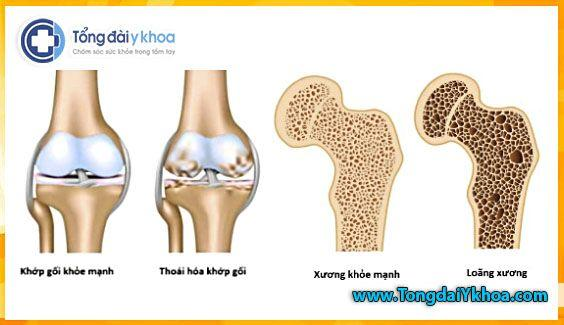 Tổng đài y khoa
Chăm sóc sức khỏe trong tầm tay
Khớp gối khỏe mạnh
Thoái hóa khớp gối
Xương khỏe mạnh
Loãng xương
www.TongdaiYkhoa.com